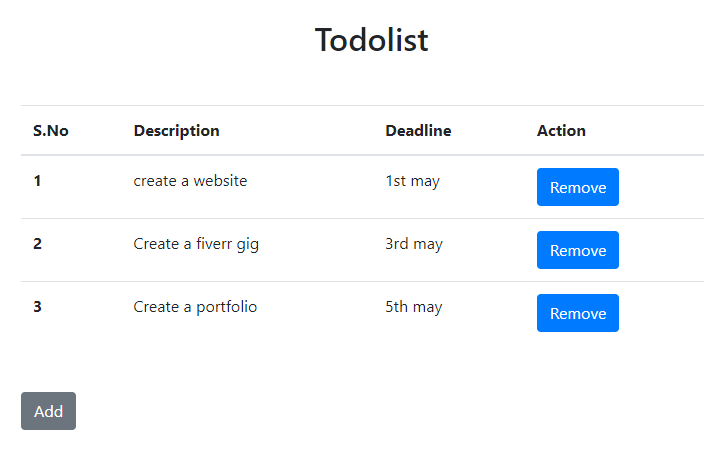 Todolist
S.No Description Deadline Action
1 create a website 1st may Remove
2 Create a fiverr gig 3rd may Remove
3 Create a portfolio 5th may Remove
Add